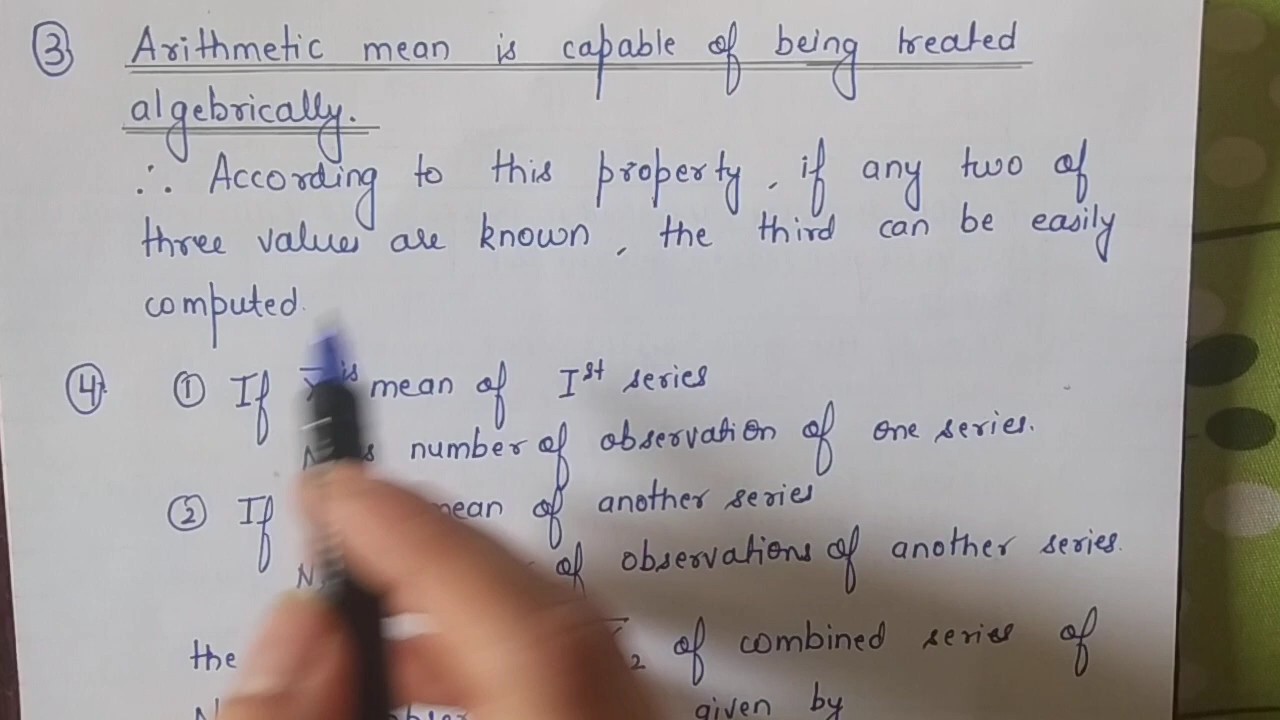 ③ Arithmetic mean is capable of being treated
algebrically.
∴ According to this property, if any two of
three values are known, the third can be easily
computed.
④ ① If is mean of Ist series
number of observation of one series.
② If mean of another series
of observations of another series.
the 2 of combined series of
given by